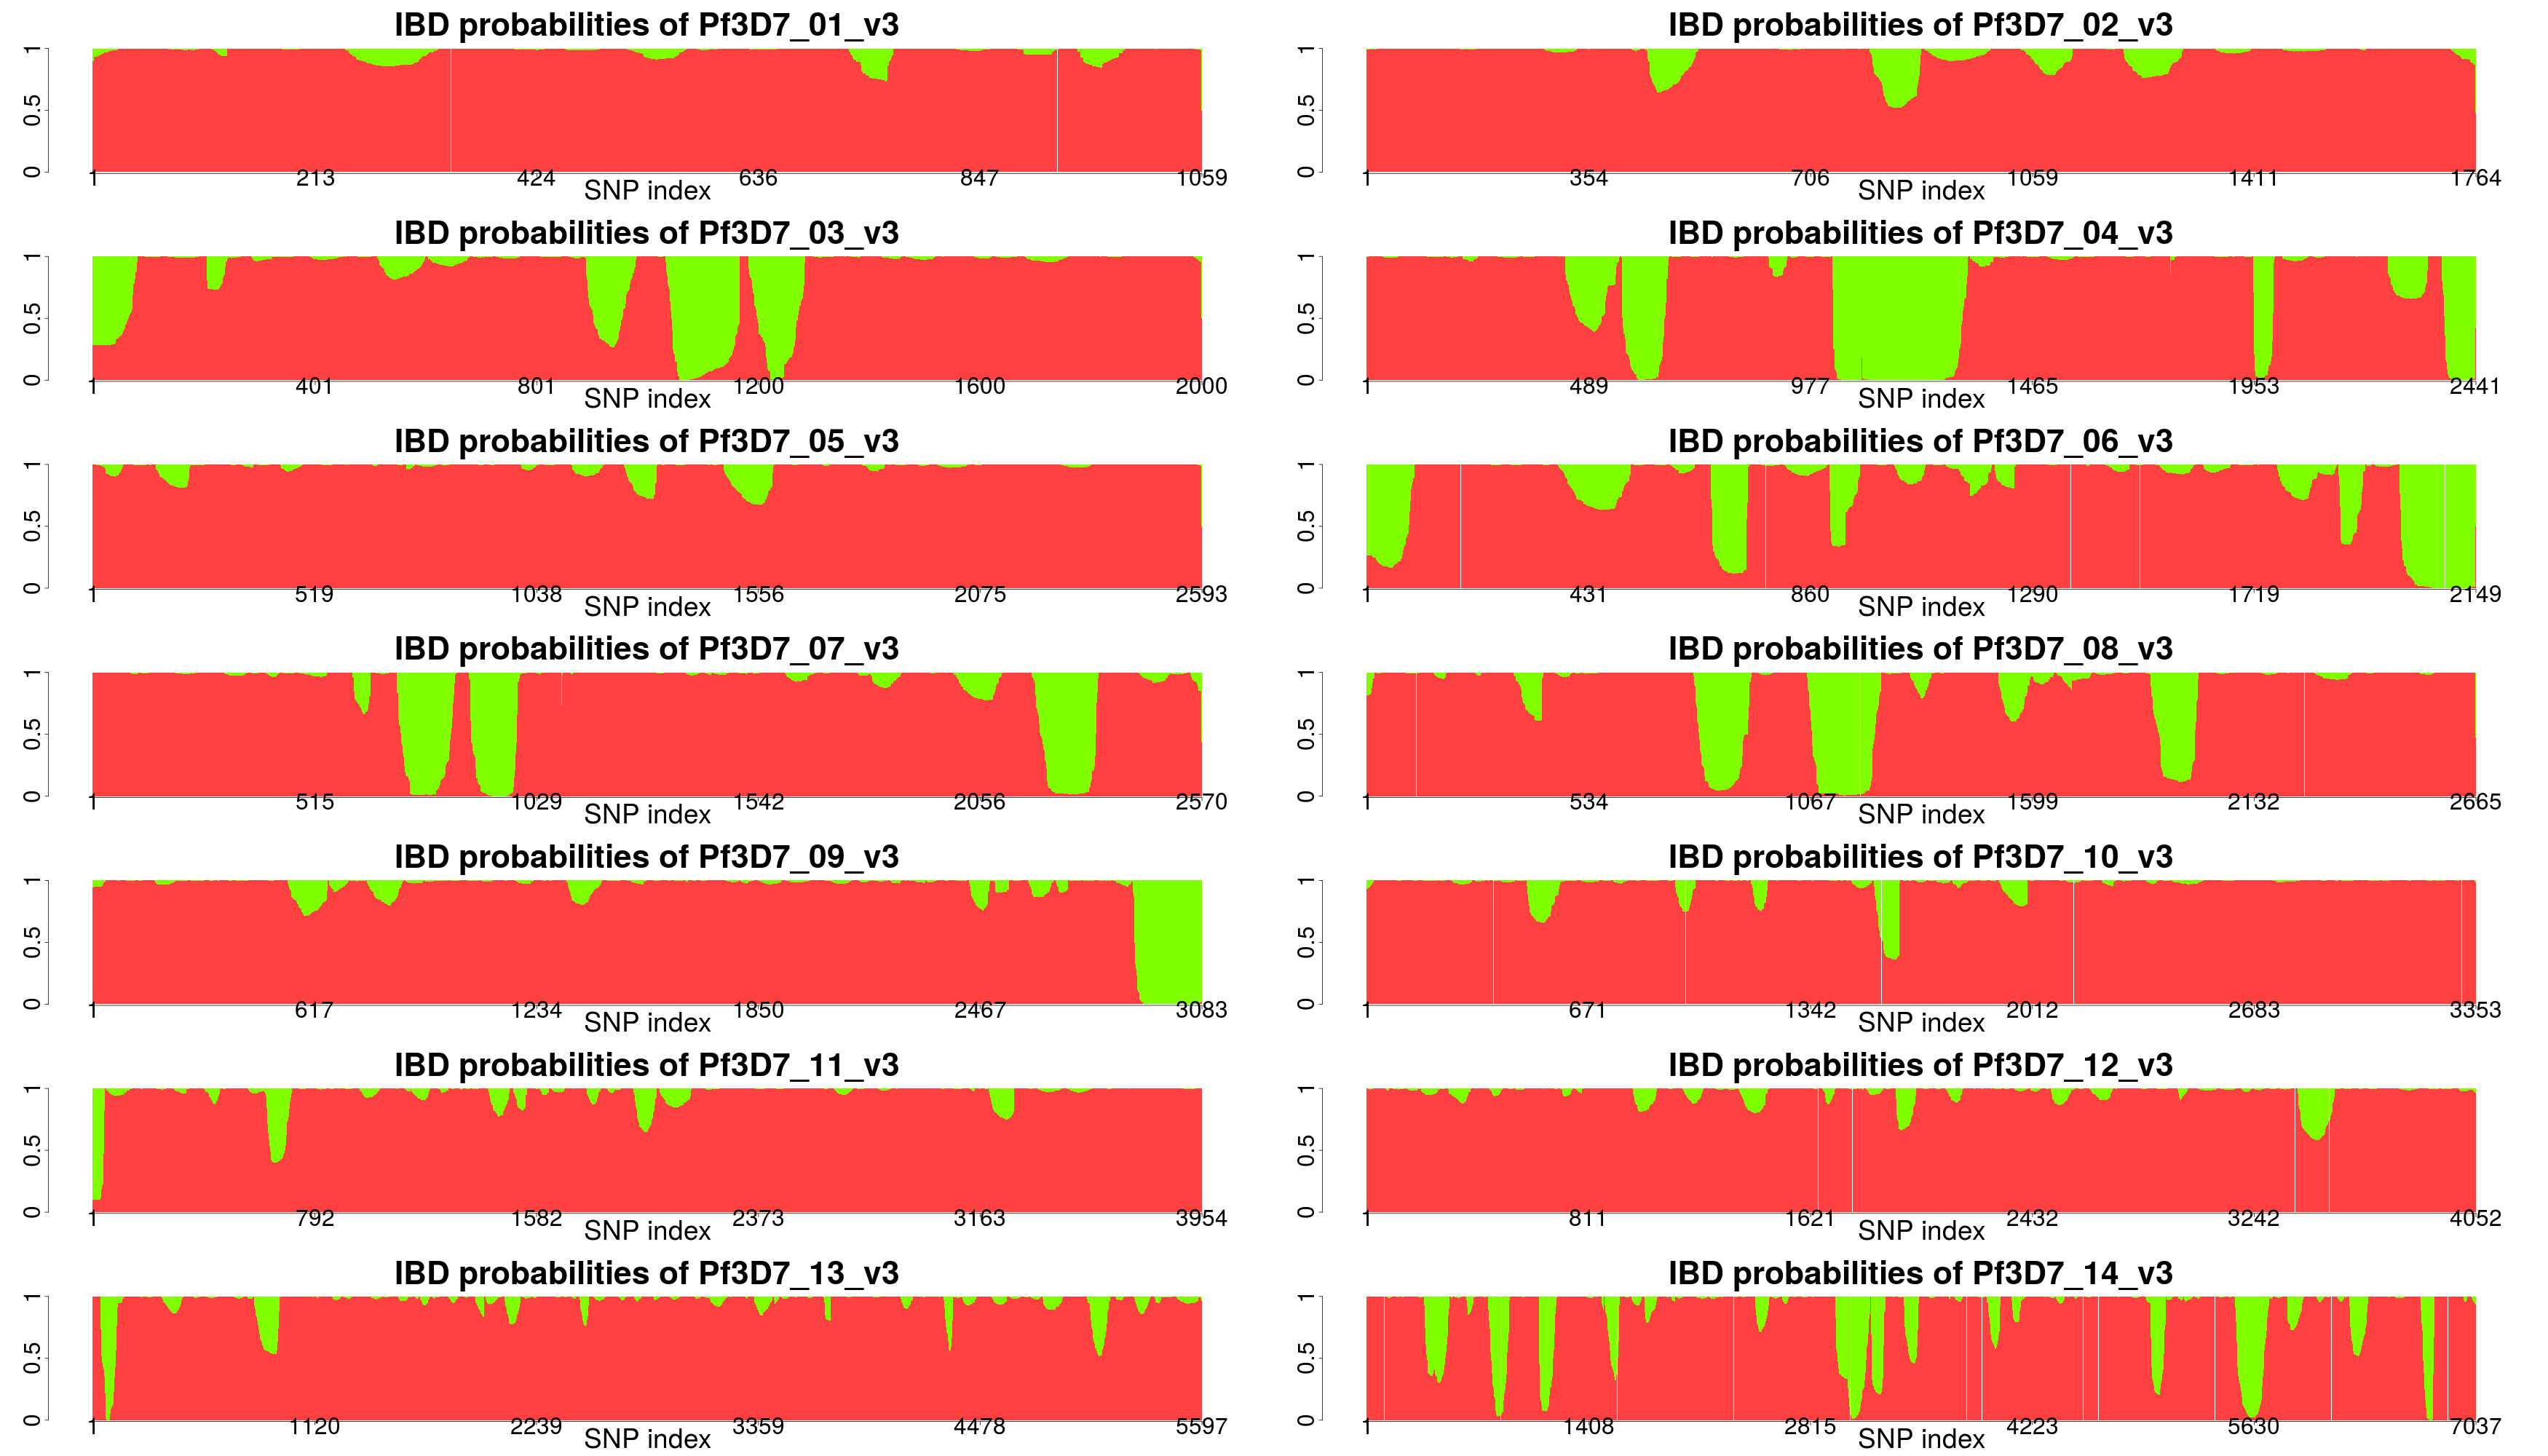 IBD probabilities of Pf3D7_01_v3
0 0.5 1
1 213 424 636 847 1059
SNP index
IBD probabilities of Pf3D7_02_v3
0 0.5 1
1 354 706 1059 1411 1764
SNP index
IBD probabilities of Pf3D7_03_v3
0 0.5 1
1 401 801 1200 1600 2000
SNP index
IBD probabilities of Pf3D7_04_v3
0 0.5 1
1 489 977 1465 1953 2441
SNP index
IBD probabilities of Pf3D7_05_v3
0 0.5 1
1 519 1038 1556 2075 2593
SNP index
IBD probabilities of Pf3D7_06_v3
0 0.5 1
1 431 860 1290 1719 2149
SNP index
IBD probabilities of Pf3D7_07_v3
0 0.5 1
1 515 1029 1542 2056 2570
SNP index
IBD probabilities of Pf3D7_08_v3
0 0.5 1
1 534 1067 1599 2132 2665
SNP index
IBD probabilities of Pf3D7_09_v3
0 0.5 1
1 617 1234 1850 2467 3083
SNP index
IBD probabilities of Pf3D7_10_v3
0 0.5 1
1 671 1342 2012 2683 3353
SNP index
IBD probabilities of Pf3D7_11_v3
0 0.5 1
1 792 1582 2373 3163 3954
SNP index
IBD probabilities of Pf3D7_12_v3
0 0.5 1
1 811 1621 2432 3242 4052
SNP index
IBD probabilities of Pf3D7_13_v3
0 0.5 1
1 1120 2239 3359 4478 5597
SNP index
IBD probabilities of Pf3D7_14_v3
0 0.5 1
1 1408 2815 4223 5630 7037
SNP index